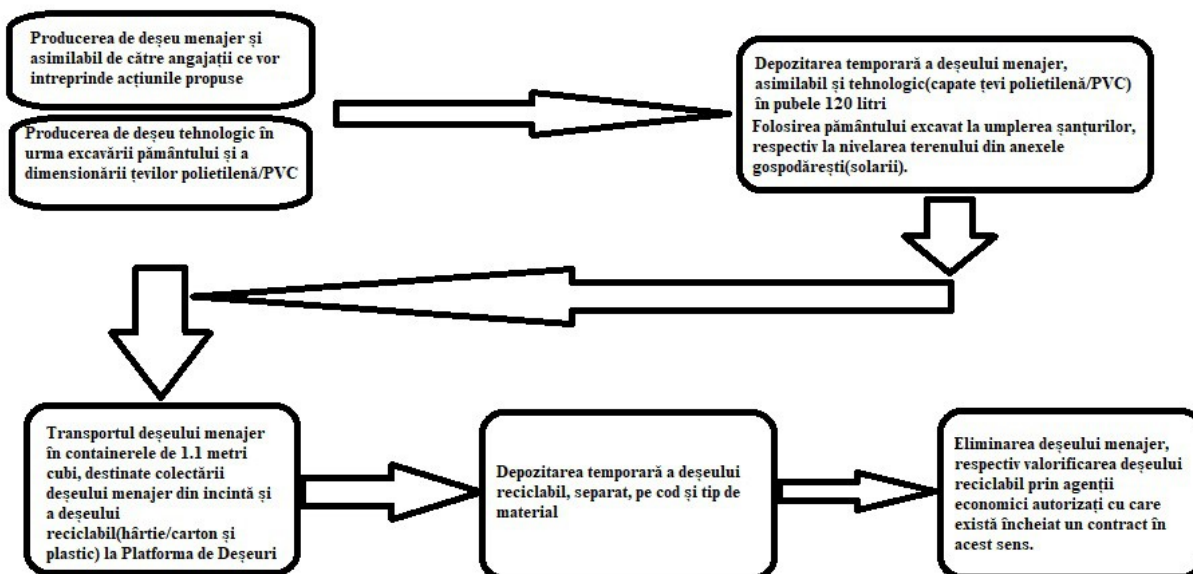 Producerea de deșeu menajer și
asimilabil de către angajații ce vor
intreprinde acțiunile propuse
Producerea de deșeu tehnologic în
urma excavării pământului și a
dimensionării țevilor polietilenă/PVC
Depozitarea temporară a deșeului menajer,
asimilabil și tehnologic(capate țevi polietilenă/PVC)
în pubele 120 litri
Folosirea pământului excavat la umplerea șanțurilor,
respectiv la nivelarea terenului din anexele
gospodărești(solarii).
Transportul deșeului menajer
în containerele de 1.1 metri
cubi, destinate colectării
deșeului menajer din incintă și
a deșeului
reciclabil(hârtie/carton și
plastic) la Platforma de Deșeuri
Depozitarea temporară a deșeului
reciclabil, separat, pe cod și tip de
material
Eliminarea deșeului menajer,
respectiv valorificarea deșeului
reciclabil prin agenții
economici autorizați cu care
există încheiat un contract în
acest sens.